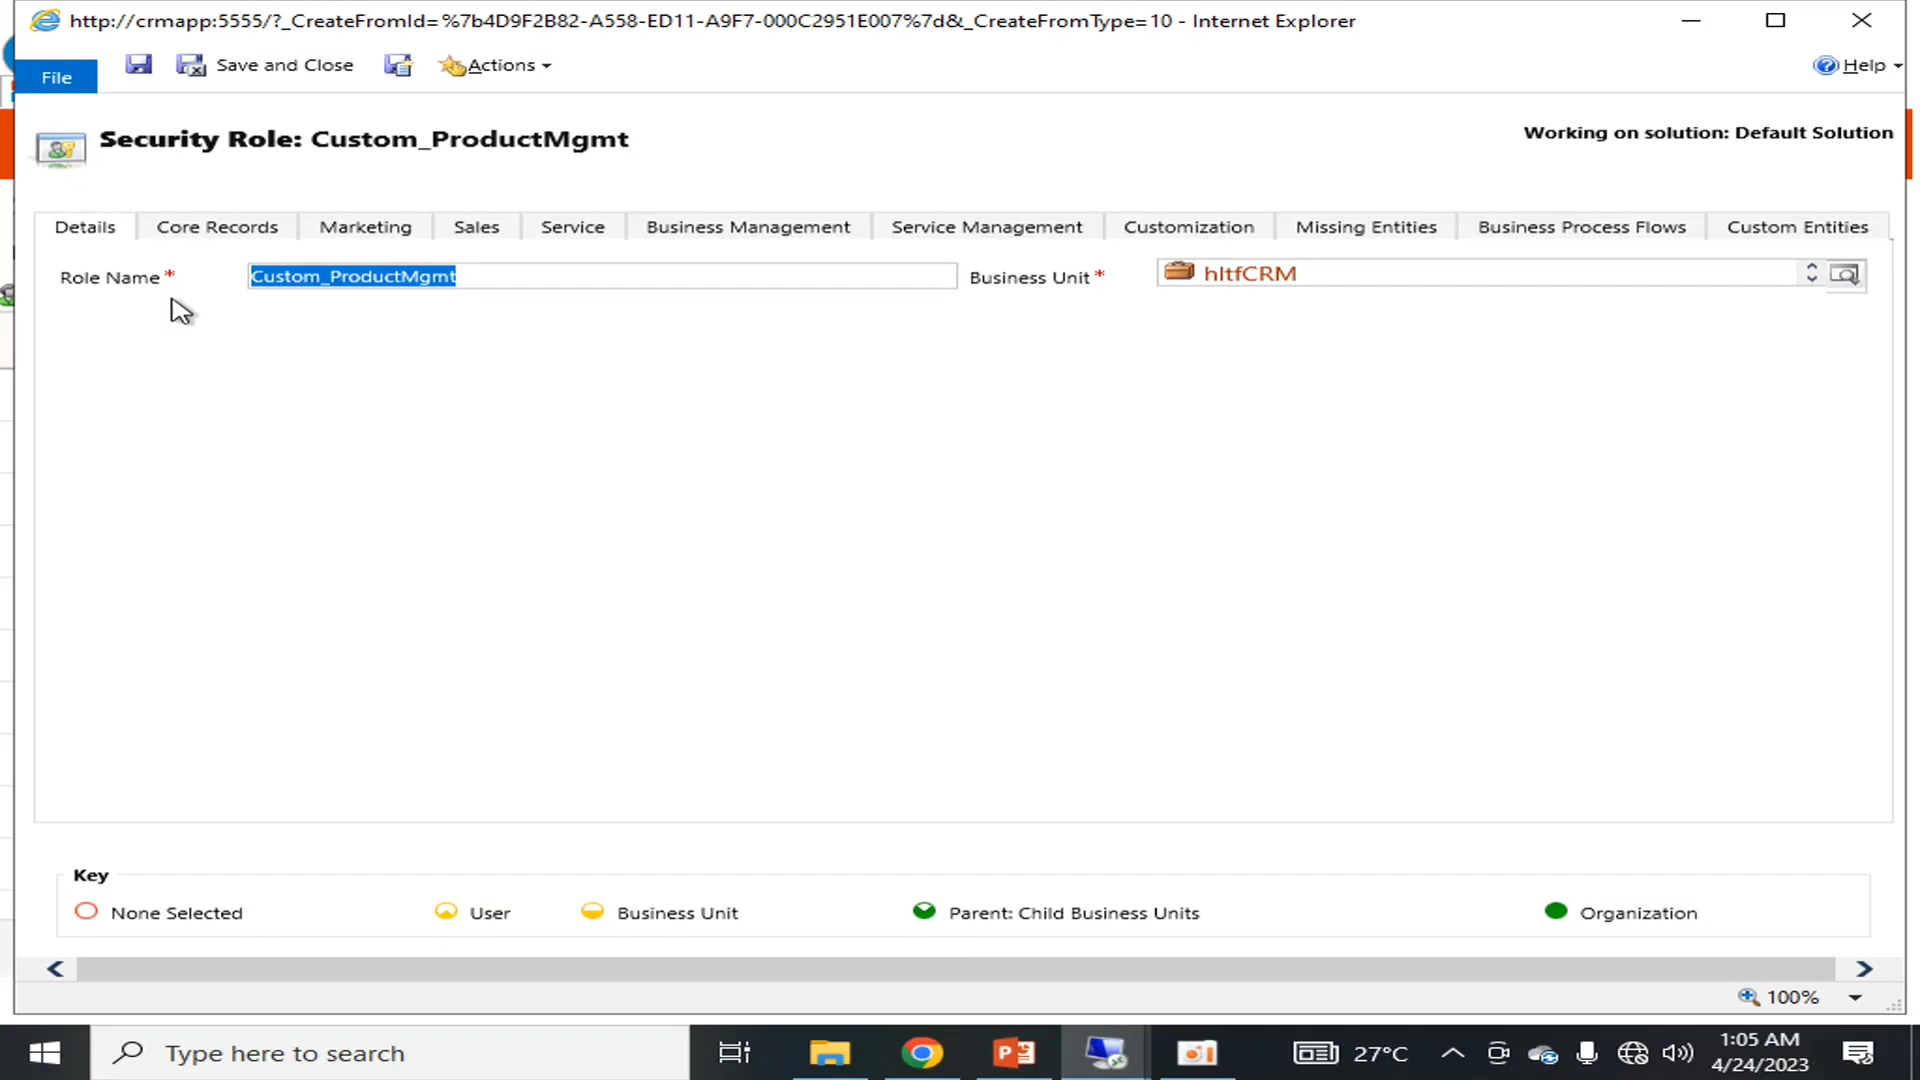 http://crmapp:5555/?_CreateFromId=%7b4D9F2B82-A558-ED11-A9F7-000C2951E007%7d&_CreateFromType=10 - Internet Explorer
File
Save and Close
Actions
Help
Security Role: Custom_ProductMgmt
Working on solution: Default Solution
Details
Core Records
Marketing
Sales
Service
Business Management
Service Management
Customization
Missing Entities
Business Process Flows
Custom Entities
Role Name *
Custom_ProductMgmt
Business Unit *
hItfCRM
Key
None Selected
User
Business Unit
Parent: Child Business Units
Organization
100%
Type here to search
27°C
1:05 AM
4/24/2023